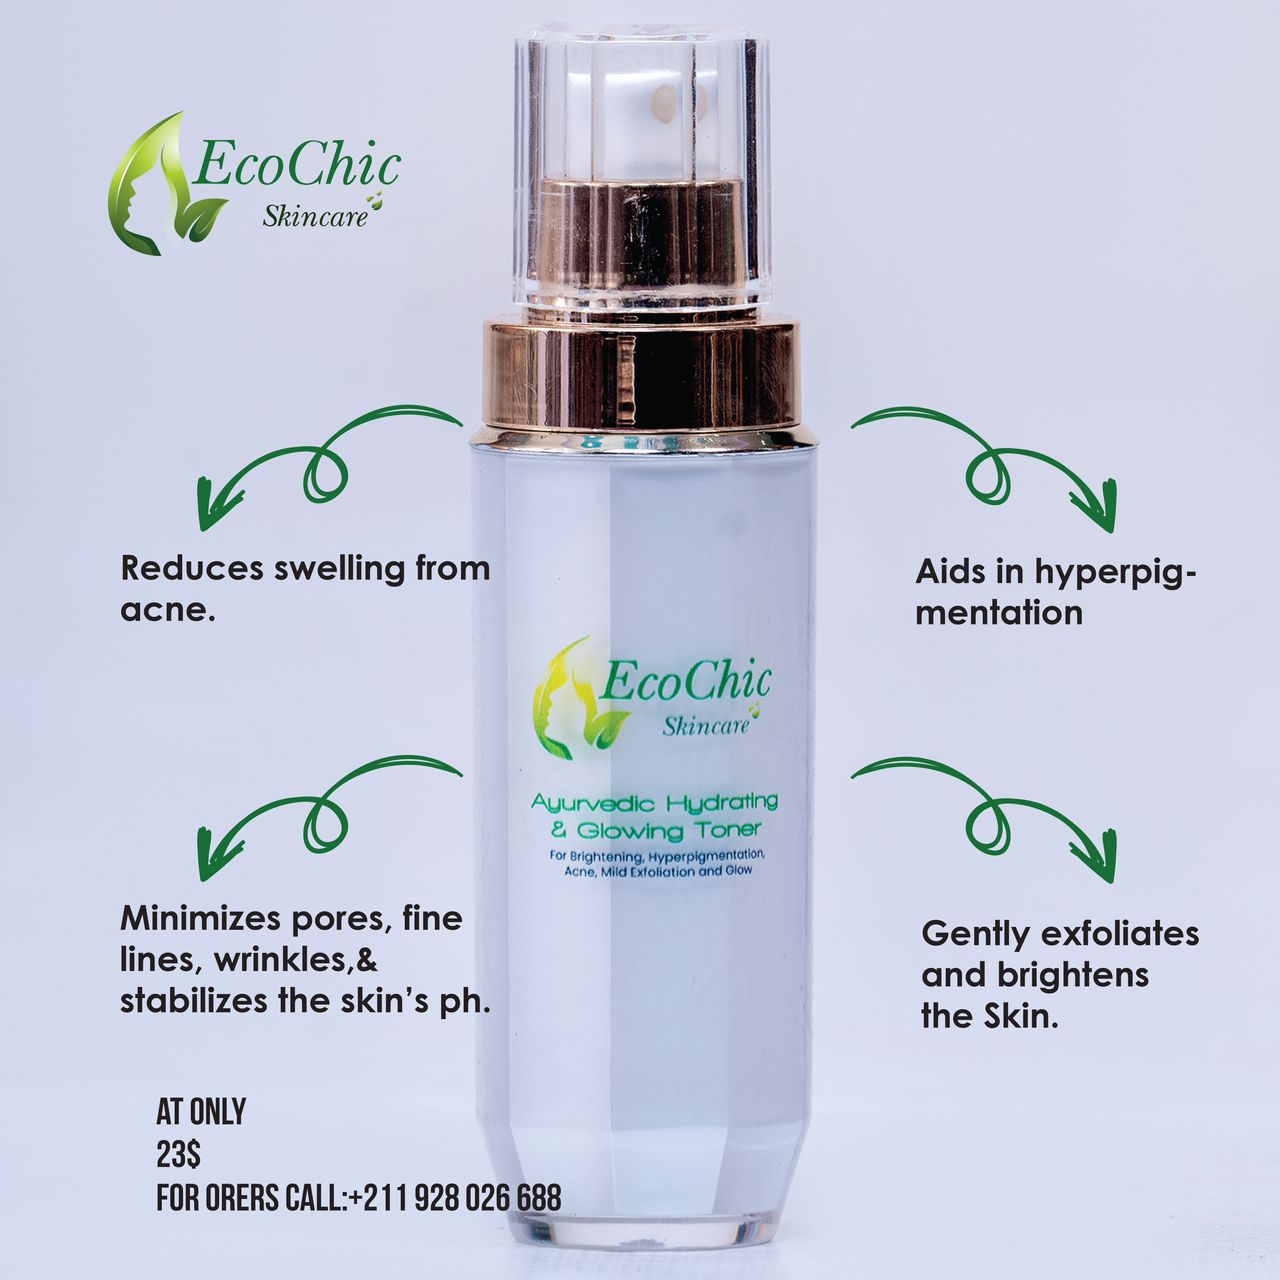 EcoChic
Skincare
Reduces swelling from
acne.
Aids in hyperpig-
mentation
EcoChic
Skincare
Ayurvedic Hydrating
& Glowing Toner
For Brightening, Hyperpigmentation,
Acne, Mild Exfoliation and Glow
Minimizes pores, fine
lines, wrinkles,&
stabilizes the skin's ph.
Gently exfoliates
and brightens
the Skin.
AT ONLY
23$
FOR ORERS CALL:+211 928 026 688